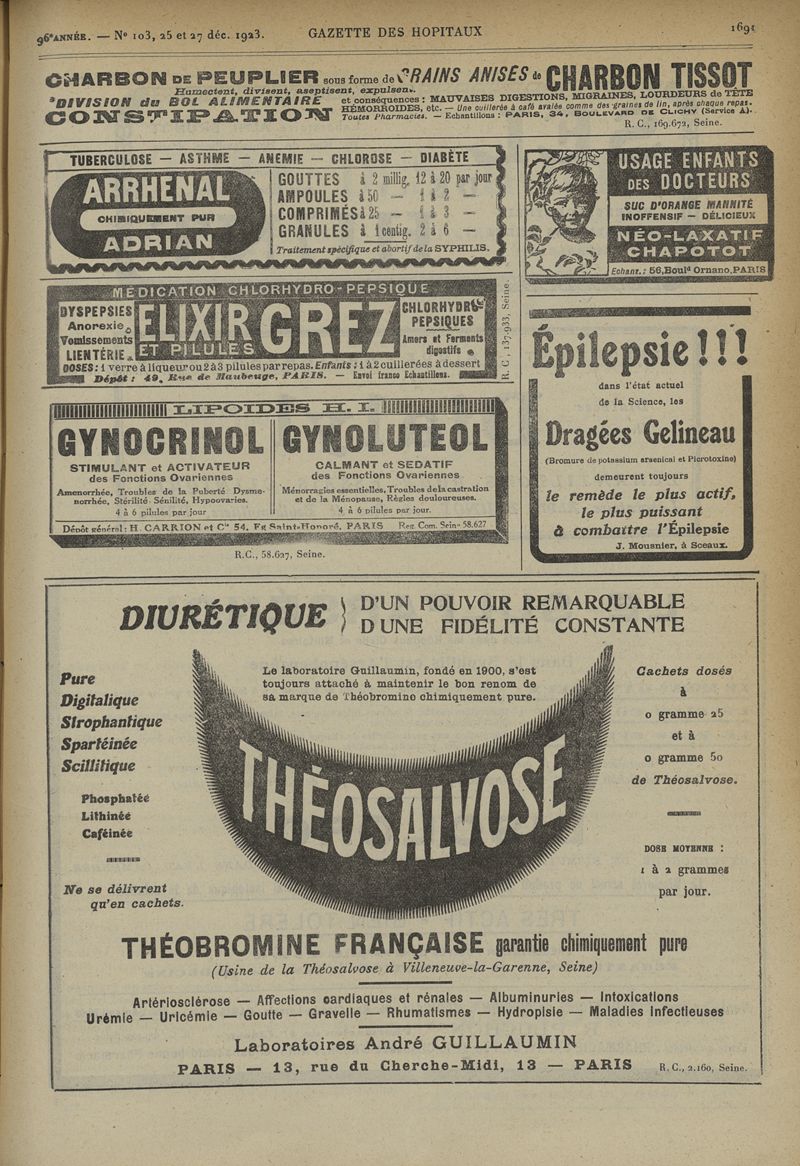 96e ANNÉE. — No 103, 25 et 27 déc. 1923.
GAZETTE DES HOPITAUX
1691
CHARBON DE PEUPLIER sous forme de GRAINS ANISÉS de CHARBON TISSOT
Humectent, divisent, aseptisent, expulsent.
DIVISION du BOL ALIMENTAIRE
CONSTIPATION
et conséquences : MAUVAISES DIGESTIONS, MIGRAINES, LOURDEURS de TÊTE
HÉMORROIDES, etc. — Une cuillerée à café avalée comme des graines de lin, après chaque repas.
Toutes Pharmacies. — Echantillons : PARIS, 34, BOULEVARD DE CLICHY (Service A).
R. C., 169.672, Seine.
TUBERCULOSE — ASTHME — ANEMIE — CHLOROSE — DIABÈTE
ARRHÉNAL
CHIMIQUEMENT PUR
ADRIAN
GOUTTES à 2 millig. 12 à 20 par jour
AMPOULES à 50 — 1 à 2 —
COMPRIMÉS à 25 — 1 à 3 —
GRANULES à 1 centig. 2 à 6 —
Traitement spécifique et abortif de la SYPHILIS.
USAGE ENFANTS
DES DOCTEURS
SUC D'ORANGE MANNITÉ
INOFFENSIF — DÉLICIEUX
NÉO-LAXATIF
CHAPOTOT
Echant. : 56, Bould Ornano, PARIS
MÉDICATION CHLORHYDRO-PEPSIQUE
DYSPEPSIES
Anorexie
Vomissements
LIENTÉRIE
ELIXIR GREZ
ET PILULES
CHLORHYDRO
PEPSIQUES
Amers et Ferments
digestifs
DOSES : 1 verre à liqueur ou 2 à 3 pilules par repas. Enfants : 1 à 2 cuillerées à dessert
Dépôt : 49, Rue de Maubeuge, PARIS. — Envoi franco Echantillons.
R. C., 137.933, Seine.
Épilepsie !!!
dans l'état actuel
de la Science, les
Dragées Gelineau
(Bromure de potassium arsenical et Picrotoxine)
demeurent toujours
le remède le plus actif,
le plus puissant
à combattre l'Épilepsie
J. Mousnier, à Sceaux.
LIPOIDES H. I.
GYNOCRINOL
STIMULANT et ACTIVATEUR
des Fonctions Ovariennes
Amenorrhée, Troubles de la Puberté Dysme-
norrhée, Stérilité. Sénilité, Hypoovaries.
4 à 6 pilules par jour
GYNOLUTEOL
CALMANT et SEDATIF
des Fonctions Ovariennes
Ménorragies essentielles, Troubles de la castration
et de la Ménopause, Règles douloureuses.
4 à 6 pilules par jour.
Dépôt général : H. CARRION et Cie 54, Fg Saint-Honoré, PARIS Reg. Com. Seine 58.627
R.C., 58.627, Seine.
DIURÉTIQUE } D'UN POUVOIR REMARQUABLE
D UNE FIDÉLITÉ CONSTANTE
Le laboratoire Guillaumin, fondé en 1900, s'est
toujours attaché à maintenir le bon renom de
sa marque de Théobromine chimiquement pure.
Pure
Digitalique
Strophantique
Spartéinée
Scillitique
Phosphatée
Lithinée
Caféinée
Ne se délivrent
qu'en cachets.
THÉOSALVOSE
Cachets dosés
à
0 gramme 25
et à
0 gramme 50
de Théosalvose.
DOSE MOYENNE :
1 à 2 grammes
par jour.
THÉOBROMINE FRANÇAISE garantie chimiquement pure
(Usine de la Théosalvose à Villeneuve-la-Garenne, Seine)
Artériosclérose — Affections cardiaques et rénales — Albuminuries — Intoxications
Urémie — Uricémie — Goutte — Gravelle — Rhumatismes — Hydropisie — Maladies Infectieuses
Laboratoires André GUILLAUMIN
PARIS — 13, rue du Cherche-Midi, 13 — PARIS
R. C., 2.160, Seine.